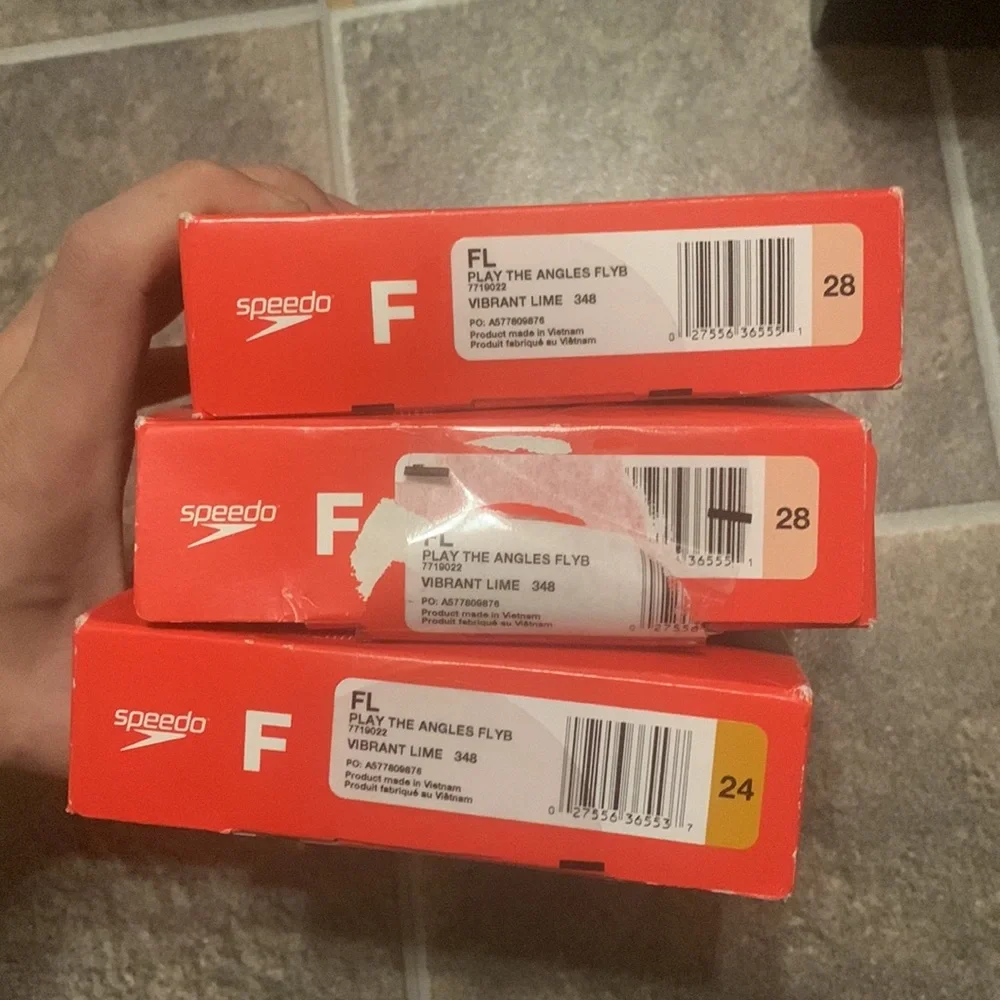 speedo
F
FL
PLAY THE ANGLES FLYB
7719022
VIBRANT LIME 348
PO: A577809876
Product made in Vietnam
Produit fabriqué au Viêtnam
0 27556 36555 1
28
speedo
F
FL
PLAY THE ANGLES FLYB
7719022
VIBRANT LIME 348
PO: A577809876
Product made in Vietnam
Produit fabriqué au Viêtnam
0 27556
36555 1
28
speedo
F
FL
PLAY THE ANGLES FLYB
7719022
VIBRANT LIME 348
PO: A577809876
Product made in Vietnam
Produit fabriqué au Viêtnam
0 27556 36553 7
24